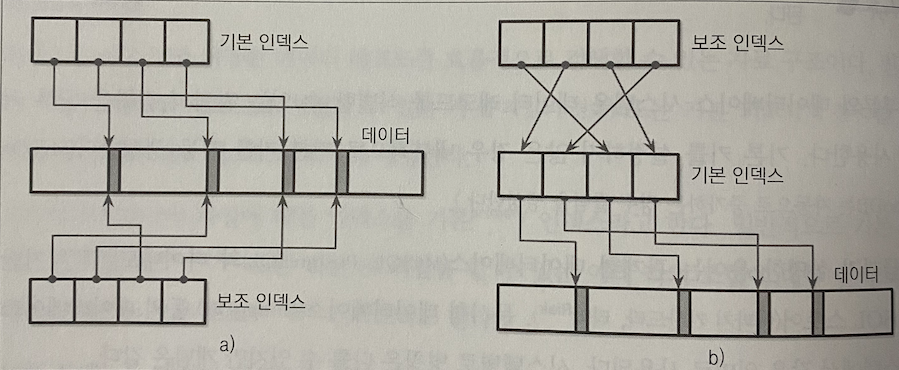 기본 인덱스
데이터
보조 인덱스
a)
보조 인덱스
기본 인덱스
데이터
b)